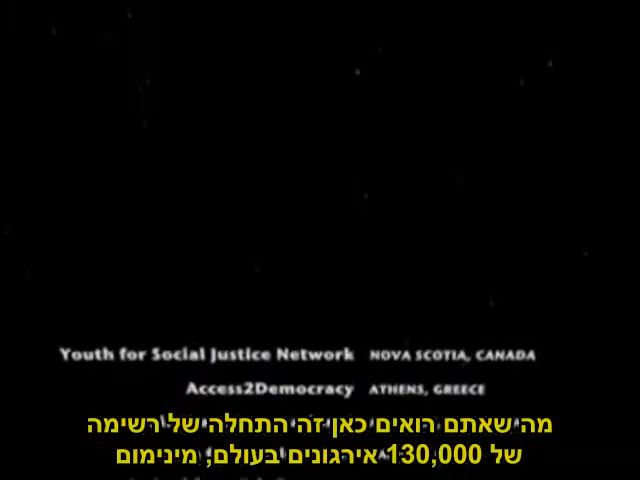 Youth for Social Justice Network NOVA SCOTIA, CANADA
Access2Democracy ATHENS, GREECE
מה שאתם רואים כאן זה התחלה של רשימה
של 130,000 אירגונים בעולם, מינימום